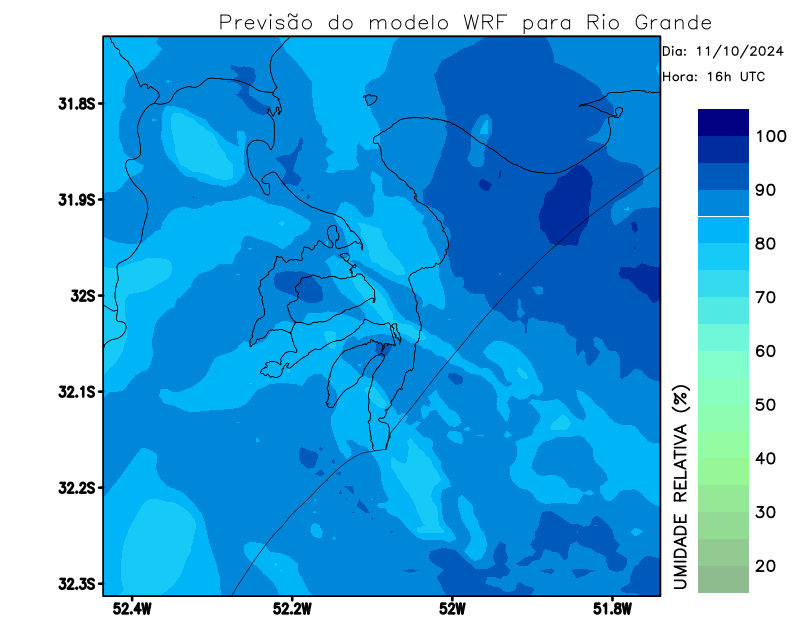 Previsão do modelo WRF para Rio Grande
Dia: 11/10/2024
Hora: 16h UTC
31.8S
31.9S
32S
32.1S
32.2S
32.3S
52.4W
52.2W
52W
51.8W
100
90
80
70
60
50
40
30
20
UMIDADE RELATIVA (%)